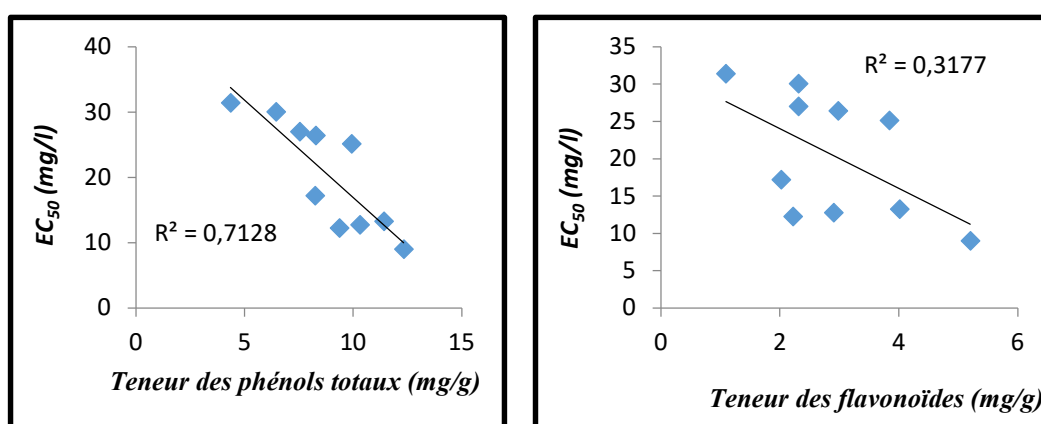 40
30
20
10
0
0 5 10 15
EC50 (mg/l)
R² = 0,7128
Teneur des phénols totaux (mg/g)
35
30
25
20
15
10
5
0
0 2 4 6
EC50 (mg/l)
R² = 0,3177
Teneur des flavonoïdes (mg/g)